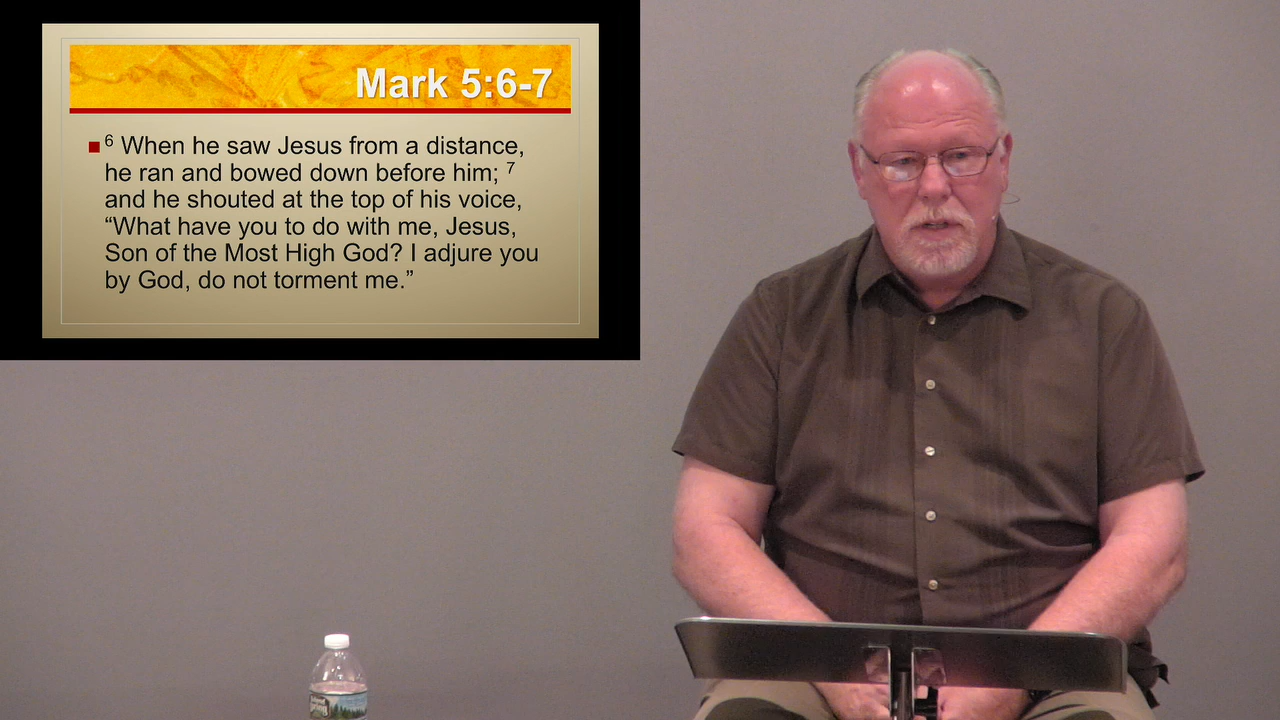 Mark 5:6-7
6 When he saw Jesus from a distance,
he ran and bowed down before him; 7
and he shouted at the top of his voice,
“What have you to do with me, Jesus,
Son of the Most High God? I adjure you
by God, do not torment me.”